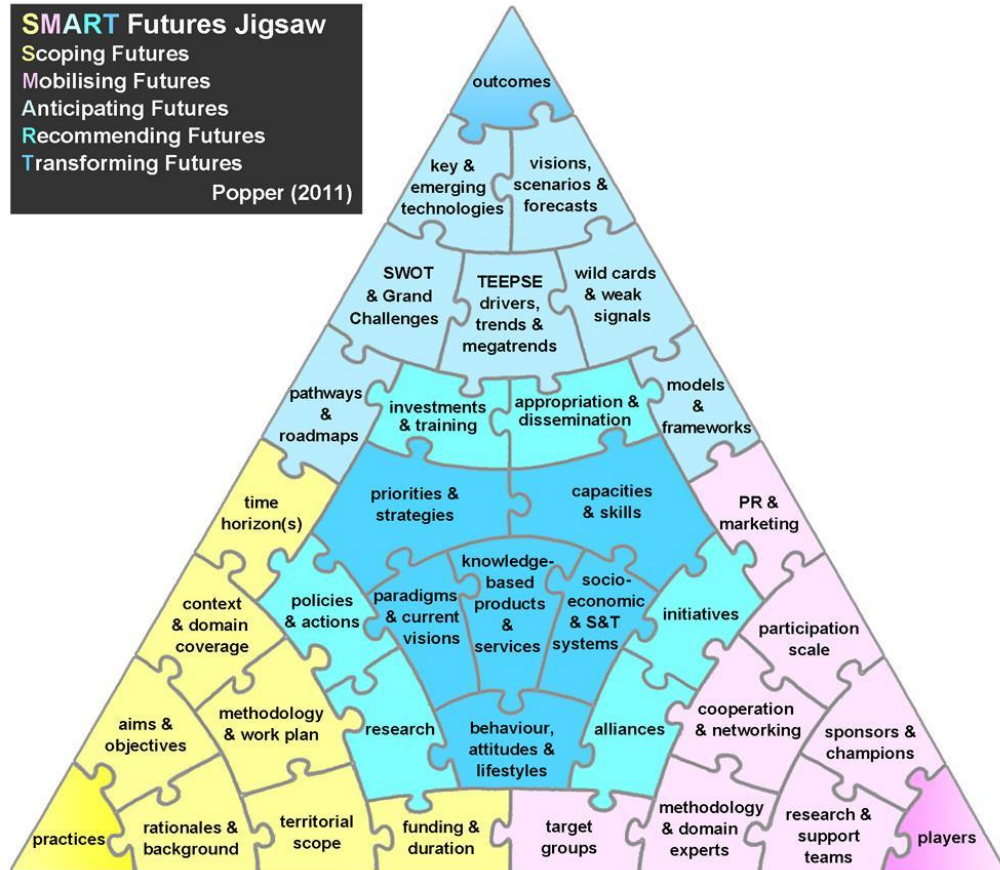 SMART Futures Jigsaw
Scoping Futures
Mobilising Futures
Anticipating Futures
Recommending Futures
Transforming Futures
Popper (2011)
outcomes
key &
emerging
technologies
visions,
scenarios &
forecasts
SWOT
& Grand
Challenges
TEEPSE
drivers,
trends &
megatrends
wild cards
& weak
signals
pathways
&
roadmaps
investments
& training
appropriation &
dissemination
models
&
frameworks
time
horizon(s)
priorities &
strategies
capacities
& skills
PR &
marketing
context
& domain
coverage
policies
& actions
paradigms
& current
visions
knowledge-
based
products
&
services
socio-
economic
& S&T
systems
initiatives
participation
scale
aims &
objectives
methodology
& work plan
research
behaviour,
attitudes &
lifestyles
alliances
cooperation
& networking
sponsors &
champions
practices
rationales &
background
territorial
scope
funding &
duration
target
groups
methodology
& domain
experts
research &
support
teams
players